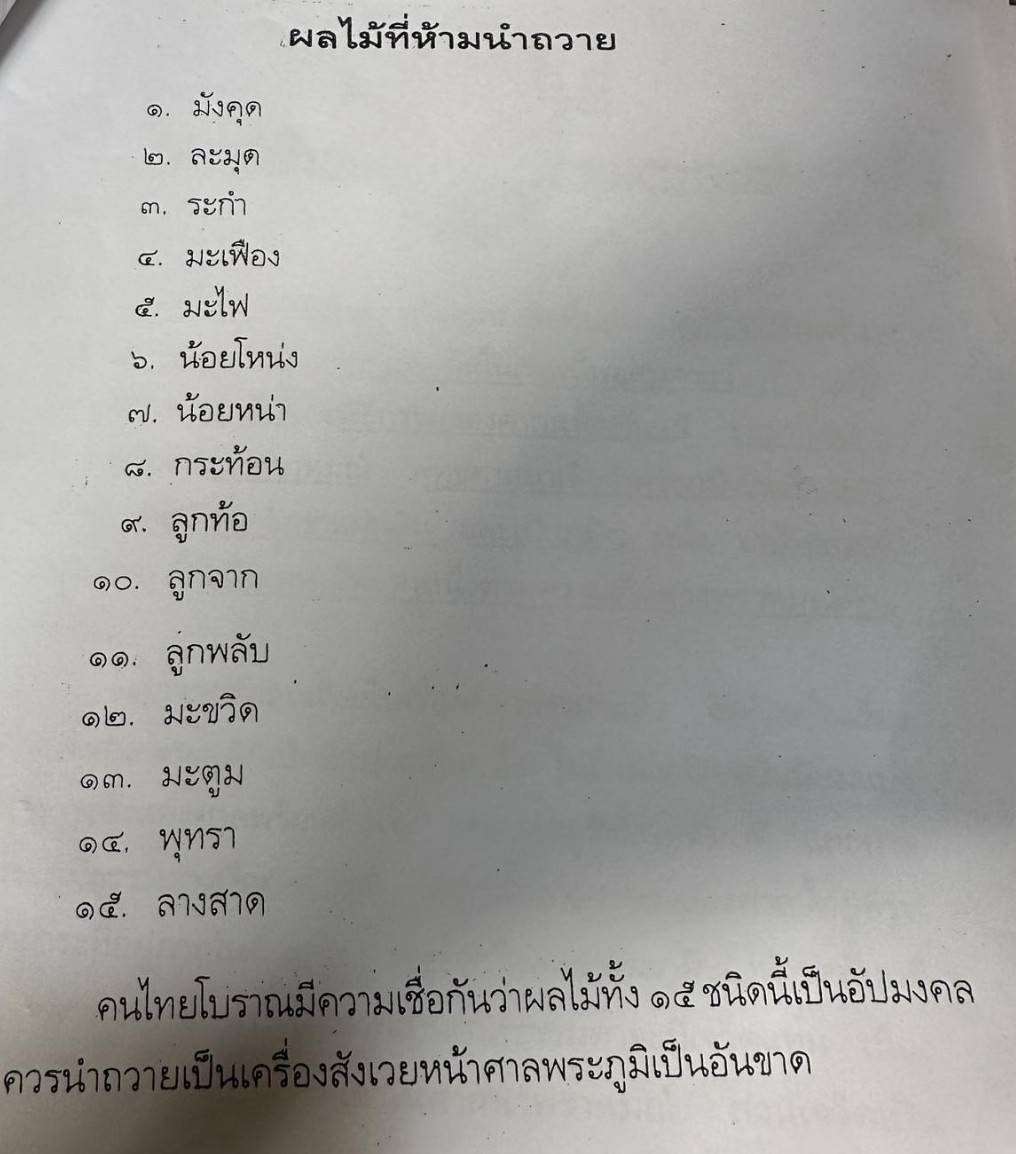 ผลไม้ที่ห้ามนำถวาย
๑. มังคุด
๒. ละมุด
๓. ระกำ
๔. มะเฟือง
๕. มะไฟ
๖. น้อยโหน่ง
๗. น้อยหน่า
๘. กระท้อน
๙. ลูกท้อ
๑๐. ลูกจาก
๑๑. ลูกพลับ
๑๒. มะขวิด
๑๓. มะตูม
๑๔. พุทรา
๑๕. ลางสาด
คนไทยโบราณมีความเชื่อกันว่าผลไม้ทั้ง ๑๕ ชนิดนี้เป็นอัปมงคล
ควรนำถวายเป็นเครื่องสังเวยหน้าศาลพระภูมิเป็นอันขาด